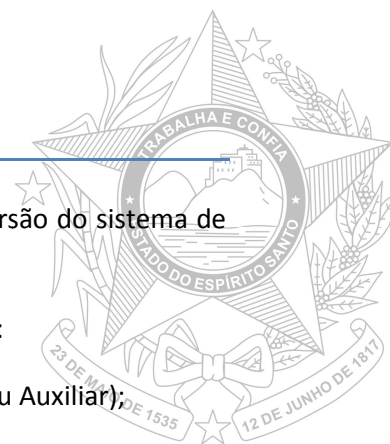 TRABALHA E CONFIA
rsão do sistema de
ESTADO DO ESPÍRITO SANTO
:
u Auxiliar);
23 DE MAIO DE 1535
12 DE JUNHO DE 1817